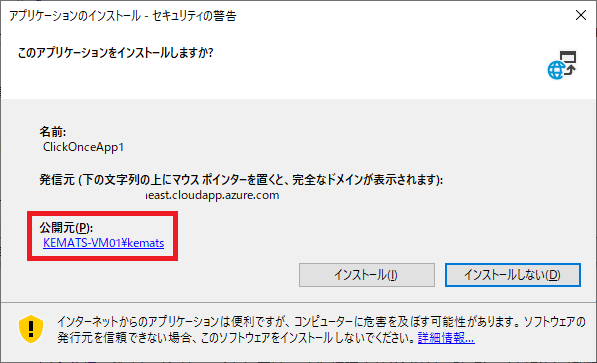 アプリケーションのインストール - セキュリティの警告
このアプリケーションをインストールしますか?
名前:
ClickOnceApp1
発信元 (下の文字列の上にマウス ポインターを置くと、完全なドメインが表示されます):
east.cloudapp.azure.com
公開元(P):
KEMATS-VM01¥kemats
インストール(I)
インストールしない(D)
インターネットからのアプリケーションは便利ですが、コンピューターに危害を及ぼす可能性があります。ソフトウェアの
発行元を信頼できない場合、このソフトウェアをインストールしないでください。詳細情報...